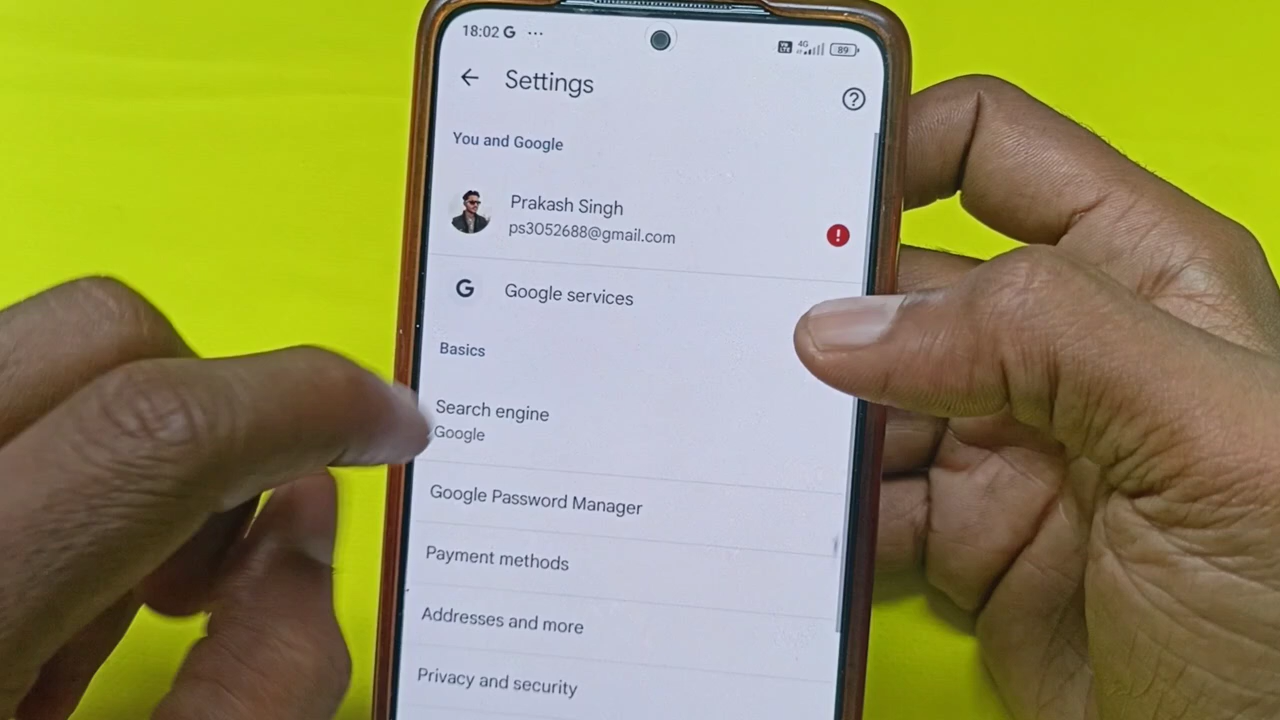 18:02 G ...
4G 89
Settings
You and Google
Prakash Singh
ps3052688@gmail.com
G Google services
Basics
Search engine
Google
Google Password Manager
Payment methods
Addresses and more
Privacy and security